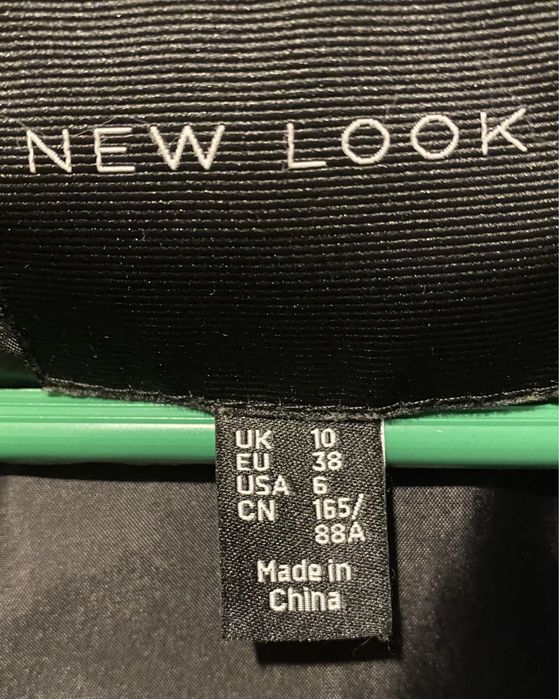 NEW LOOK
UK 10
EU 38
USA 6
CN 165/
88A
Made in
China